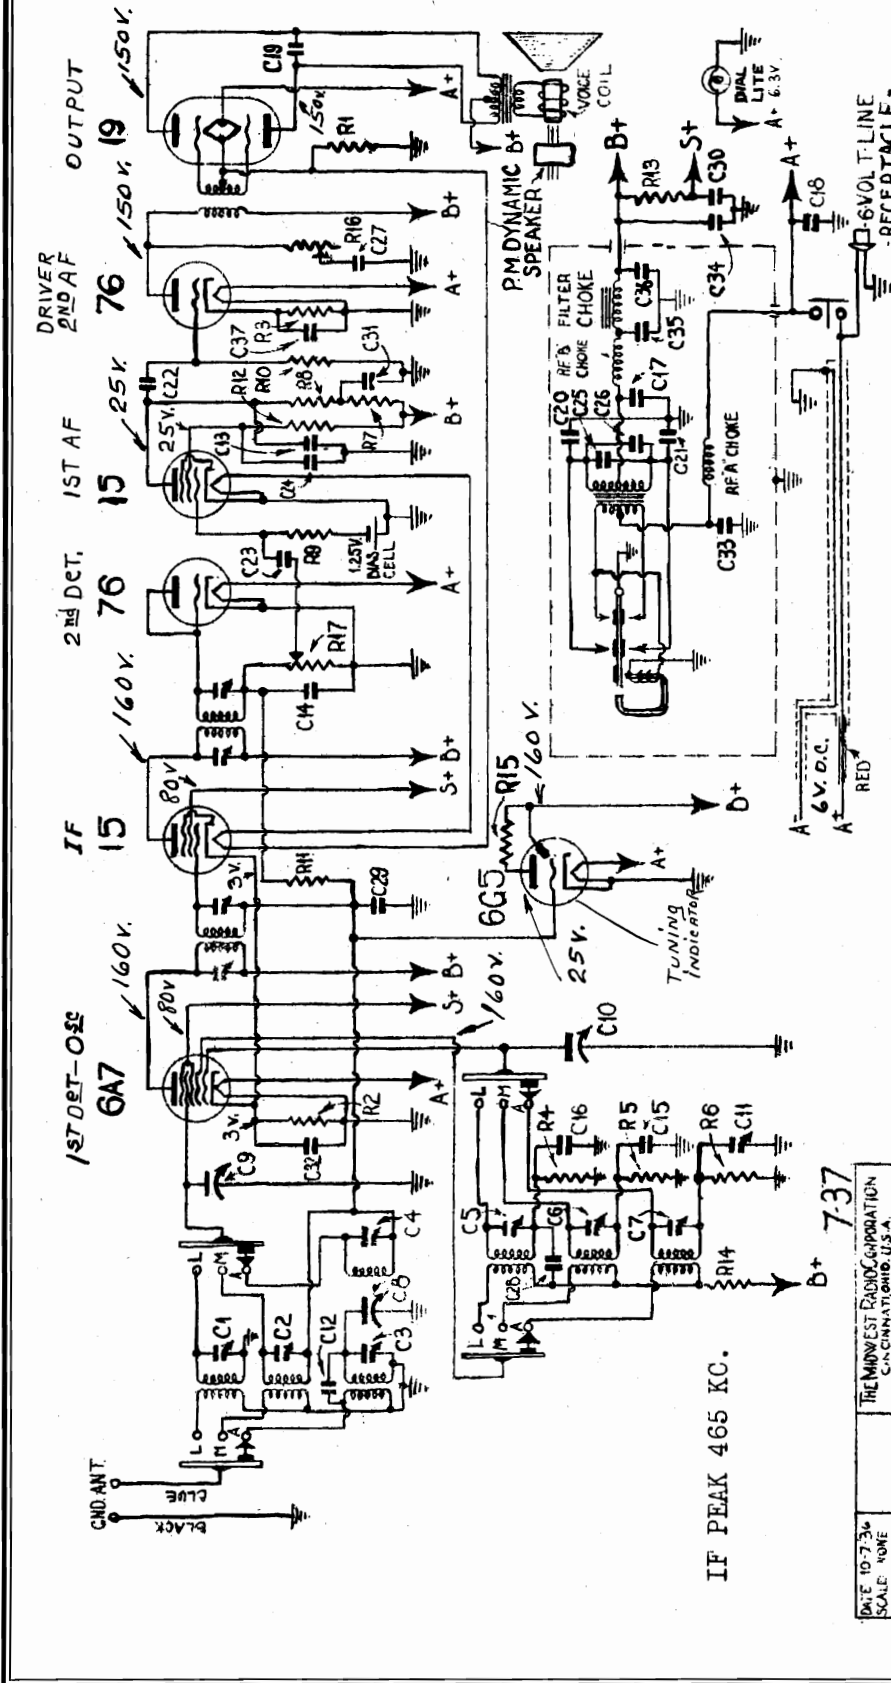 GND. ANT.
BLACK
BLUE
L
M
A
C1
C2
C12
C3
C8
C4
L
M
A
1ST DET-OSC
6A7
C9
3V.
C32
R2
A+
80V
160V.
S+
B+
IF
15
3V.
80V
160V.
R11
C29
S+
B+
2nd DET.
76
C14
R17
A+
1ST AF
15
C23
R9
1.25V.
BIAS
CELL
25V.
25V.
C22
C24
C13
R12
R10
R8
R7
C31
B+
DRIVER
2ND AF
76
C37
R3
A+
150V.
R16
C27
B+
OUTPUT
19
150V.
C19
150V.
R1
A+
B+
P.M. DYNAMIC
SPEAKER
VOICE
COIL
160V.
L
M
A
C5
C6
C7
C28
R4
C16
R5
C15
R6
C11
C10
L
M
A
R14
B+
6G5
R15
160V.
25V.
TUNING
INDICATOR
A+
B+
RF "B"
CHOKE
FILTER
CHOKE
C20
C25
C26
C17
C21
C35
C36
C34
RF "A" CHOKE
C33
B+
R13
S+
C30
DIAL
LITE
6.3V.
A+
A+
C18
6 VOLT LINE
RECEPTACLE
A-
6 V. D.C.
A+
RED
IF PEAK 465 KC.
7-37
DATE 10-7-36
SCALE NONE
THE MIDWEST RADIO CORPORATION
CINCINNATI, OHIO, U.S.A.